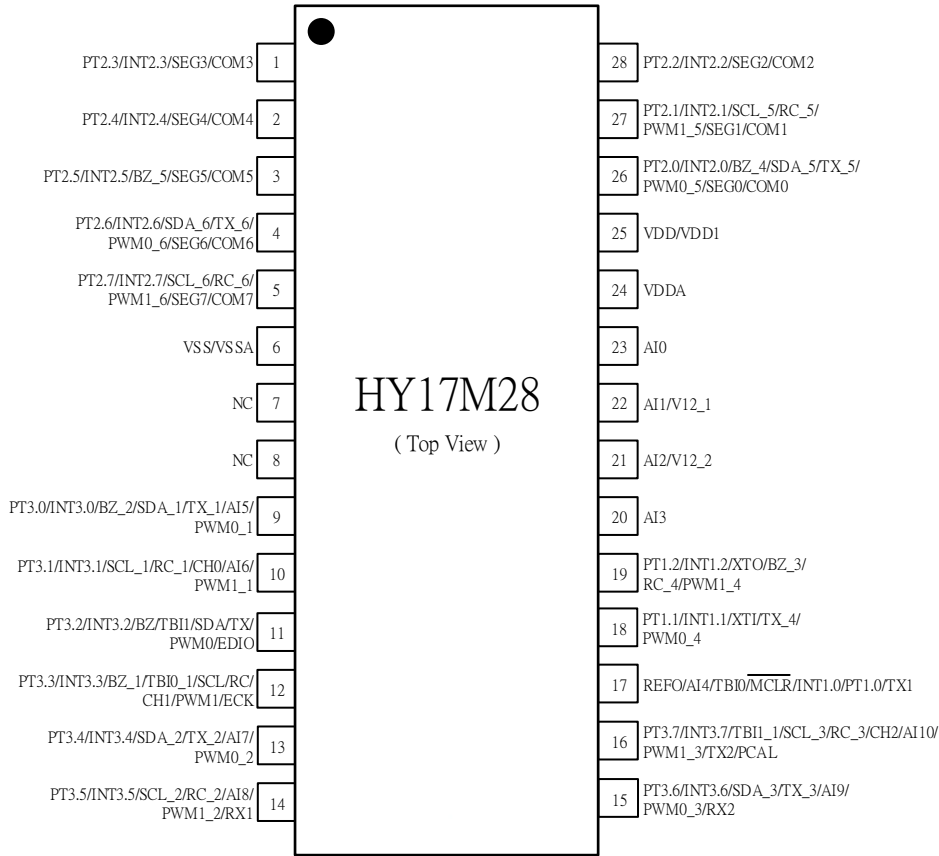 PT2.3/INT2.3/SEG3/COM3
1
28
PT2.2/INT2.2/SEG2/COM2
PT2.4/INT2.4/SEG4/COM4
2
27
PT2.1/INT2.1/SCL_5/RC_5/
PWM1_5/SEG1/COM1
PT2.5/INT2.5/BZ_5/SEG5/COM5
3
26
PT2.0/INT2.0/BZ_4/SDA_5/TX_5/
PWM0_5/SEG0/COM0
PT2.6/INT2.6/SDA_6/TX_6/
PWM0_6/SEG6/COM6
4
25
VDD/VDD1
PT2.7/INT2.7/SCL_6/RC_6/
PWM1_6/SEG7/COM7
5
24
VDDA
VSS/VSSA
6
23
AI0
NC
7
22
AI1/V12_1
HY17M28
( Top View )
NC
8
21
AI2/V12_2
PT3.0/INT3.0/BZ_2/SDA_1/TX_1/AI5/
PWM0_1
9
20
AI3
PT3.1/INT3.1/SCL_1/RC_1/CH0/AI6/
PWM1_1
10
19
PT1.2/INT1.2/XTO/BZ_3/
RC_4/PWM1_4
PT3.2/INT3.2/BZ/TBI1/SDA/TX/
PWM0/EDIO
11
18
PT1.1/INT1.1/XTI/TX_4/
PWM0_4
PT3.3/INT3.3/BZ_1/TBI0_1/SCL/RC/
CH1/PWM1/ECK
12
17
REFO/AI4/TBI0/MCLR/INT1.0/PT1.0/TX1
PT3.4/INT3.4/SDA_2/TX_2/AI7/
PWM0_2
13
16
PT3.7/INT3.7/TBI1_1/SCL_3/RC_3/CH2/AI10/
PWM1_3/TX2/PCAL
PT3.5/INT3.5/SCL_2/RC_2/AI8/
PWM1_2/RX1
14
15
PT3.6/INT3.6/SDA_3/TX_3/AI9/
PWM0_3/RX2